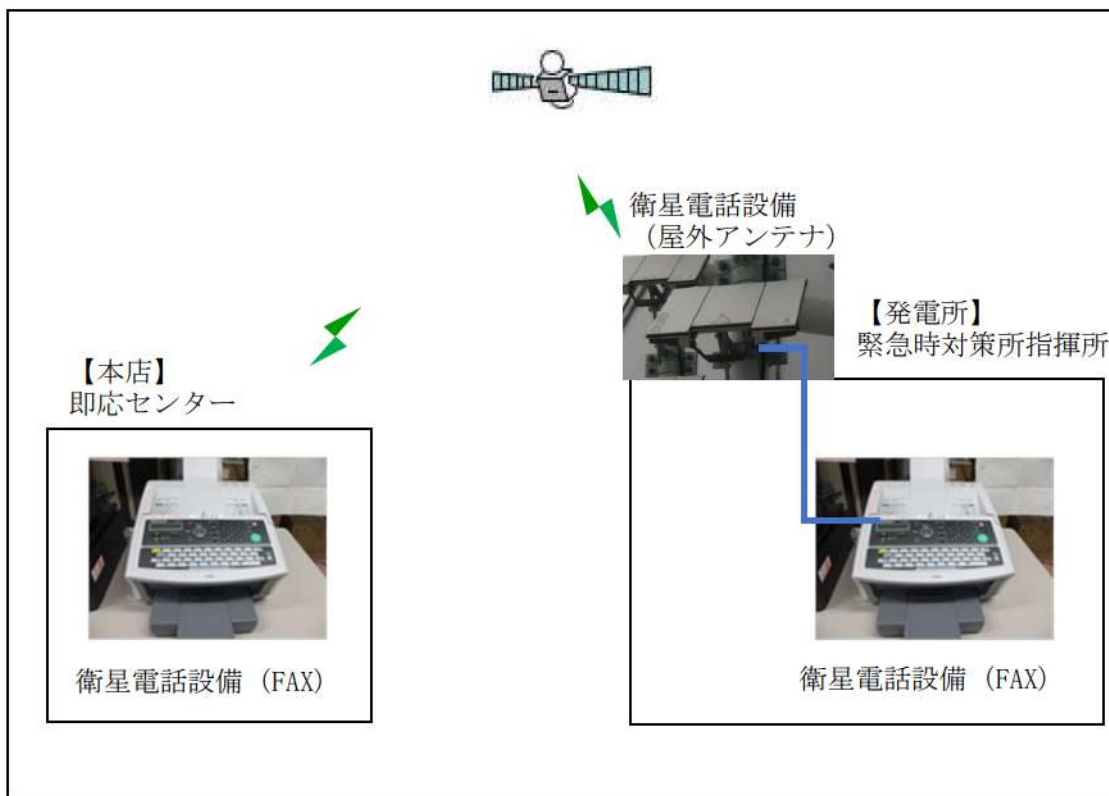 衛星電話設備
（屋外アンテナ）
【発電所】
緊急時対策所指揮所
【本店】
即応センター
衛星電話設備 (FAX)
衛星電話設備 (FAX)